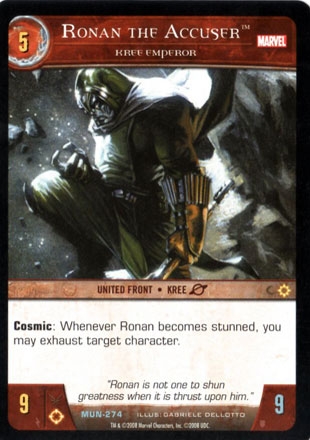 5
RONAN THE ACCUSER™
KREE EMPEROR
MARVEL
UNITED FRONT • KREE
C
Cosmic: Whenever Ronan becomes stunned, you
may exhaust target character.
"Ronan is not one to shun
greatness when it is thrust upon him."
9
MUN-274 ILLUS: GABRIELE DELLOTTO
9
TM & ©2008 Marvel Characters, Inc. ©2008 UDC.